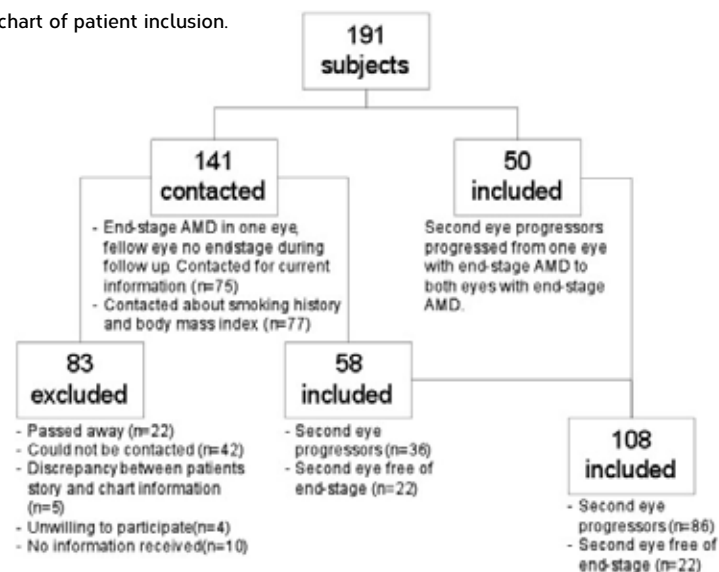 chart of patient inclusion.
191
subjects
141
contacted
- End-stage AMD in one eye,
fellow eye no endstage during
follow up. Contacted for current
information (n=75)
- Contacted about smoking history
and body mass index (n=77)
50
included
Second eye progressors
progressed from one eye
with end-stage AMD to
both eyes with end-stage
AMD.
83
excluded
- Passed away (n=22)
- Could not be contacted (n=42)
- Discrepancy between patients
story and chart information
(n=5)
- Unwilling to participate(n=4)
- No information received(n=10)
58
included
- Second eye
progressors (n=36)
- Second eye free of
end-stage (n=22)
108
included
- Second eye
progressors (n=86)
- Second eye free of
end-stage (n=22)